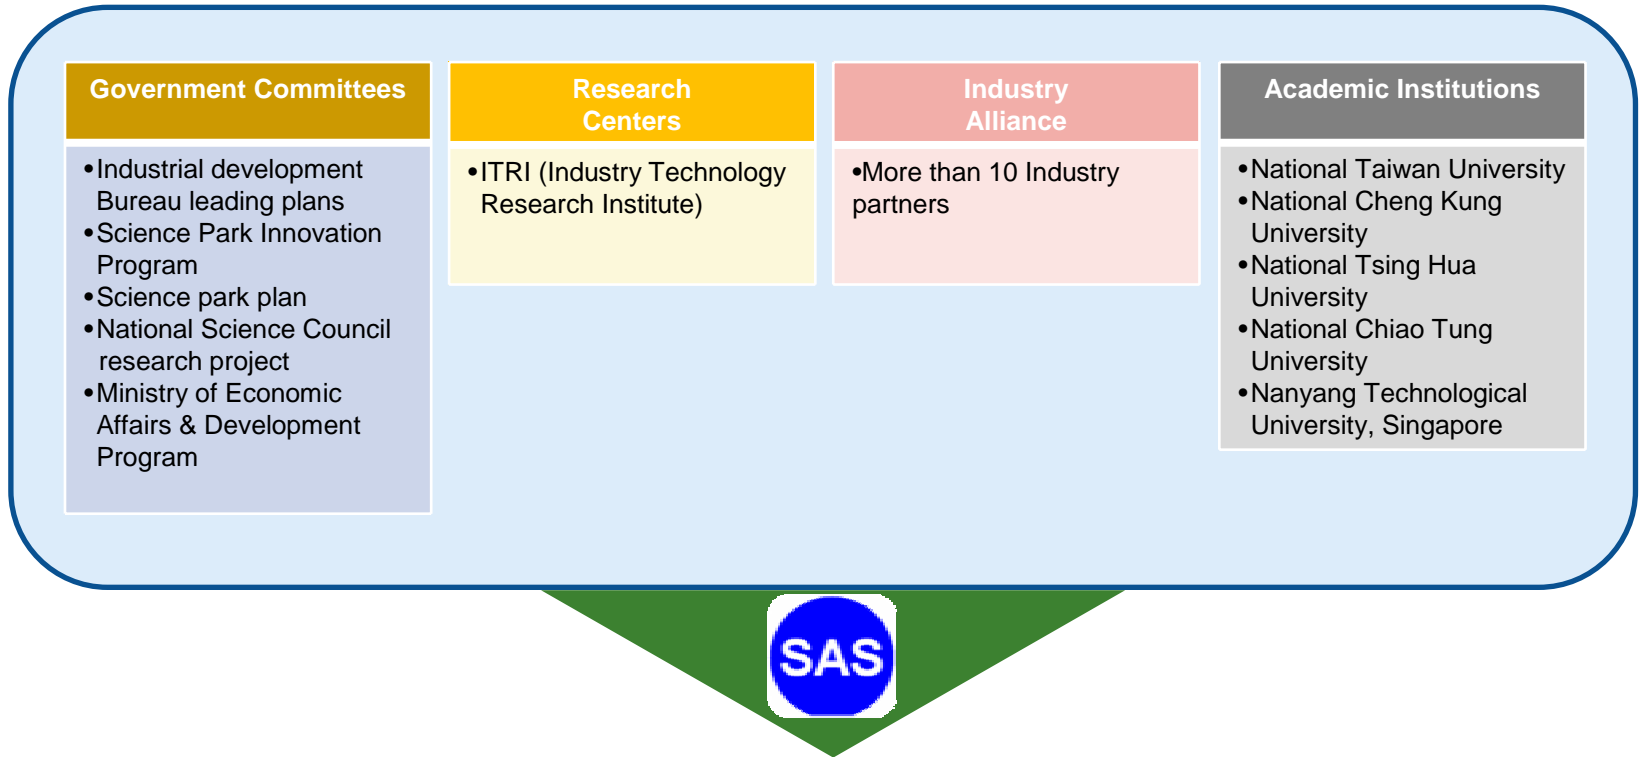 Government Committees
•Industrial development
Bureau leading plans
•Science Park Innovation
Program
•Science park plan
•National Science Council
research project
•Ministry of Economic
Affairs & Development
Program
Research
Centers
•ITRI (Industry Technology
Research Institute)
Industry
Alliance
•More than 10 Industry
partners
Academic Institutions
•National Taiwan University
•National Cheng Kung
University
•National Tsing Hua
University
•National Chiao Tung
University
•Nanyang Technological
University, Singapore
SAS